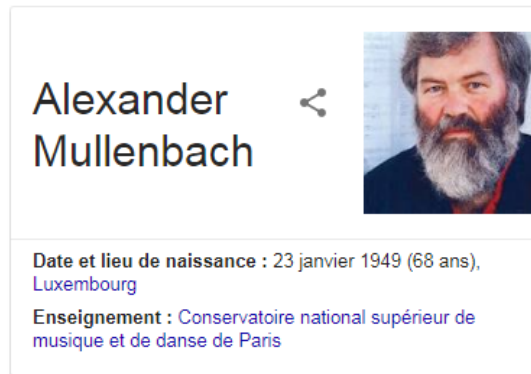 Alexander
Mullenbach
Date et lieu de naissance : 23 janvier 1949 (68 ans),
Luxembourg
Enseignement : Conservatoire national supérieur de
musique et de danse de Paris